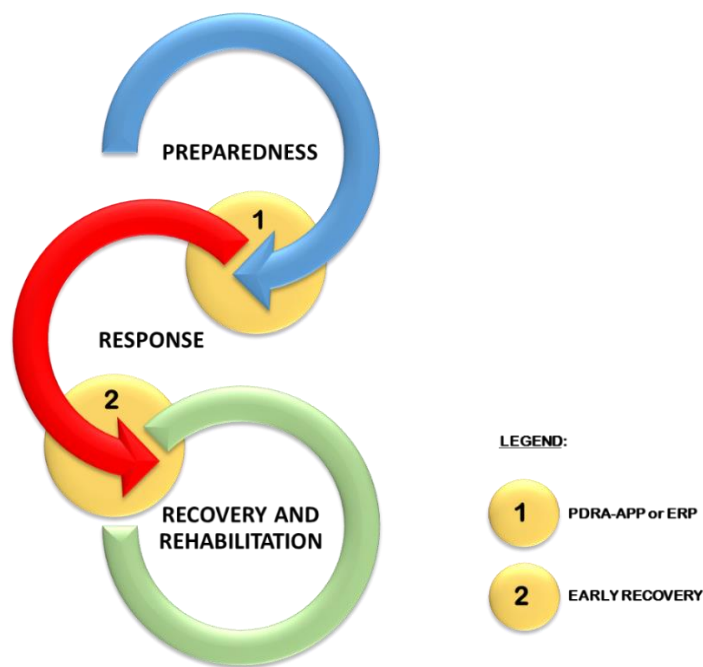 PREPAREDNESS
1
RESPONSE
2
RECOVERY AND
REHABILITATION
LEGEND:
1 PDRA-APP or ERP
2 EARLY RECOVERY